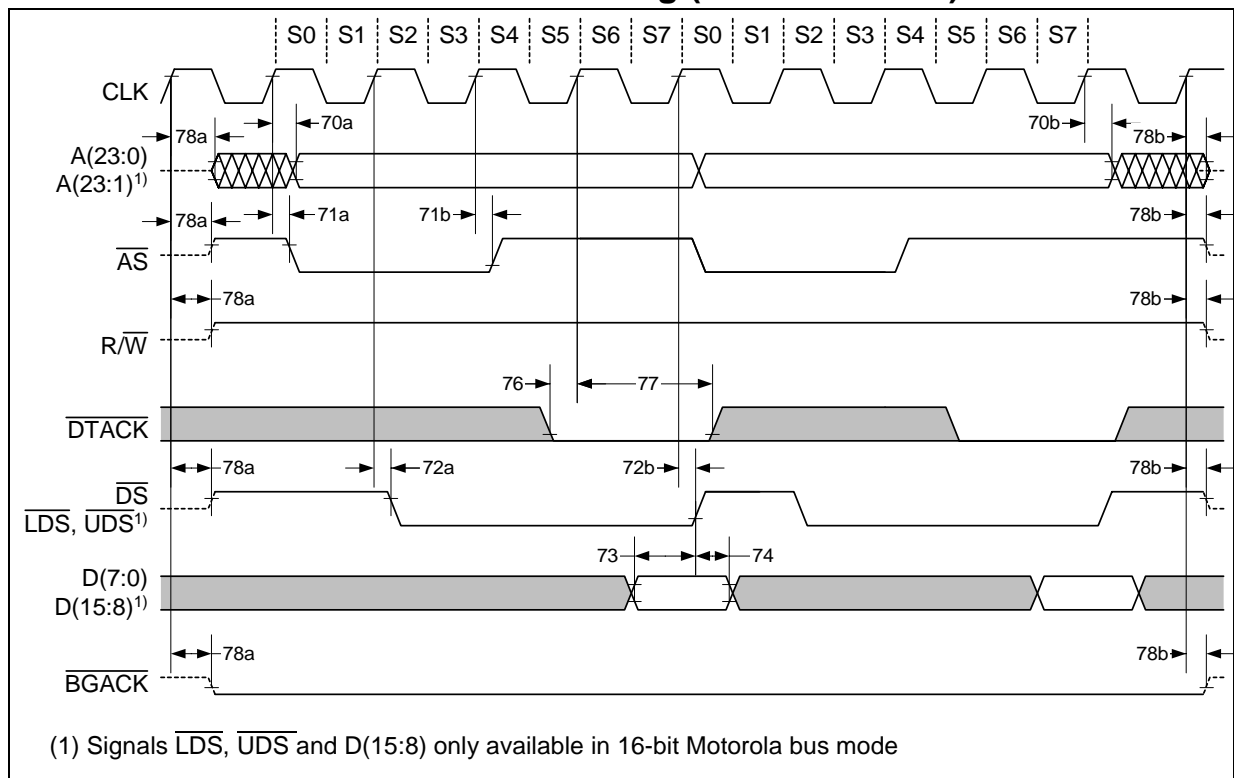 S0 S1 S2 S3 S4 S5 S6 S7 S0 S1 S2 S3 S4 S5 S6 S7
CLK
78a 70a 70b 78b
A(23:0)
A(23:1)1)
78a 71a 71b 78b
AS
78a 78b
R/W
76 77
DTACK
78a 72a 72b 78b
DS
LDS, UDS1)
73 74
D(7:0)
D(15:8)1)
78a 78b
BGACK
(1) Signals LDS, UDS and D(15:8) only available in 16-bit Motorola bus mode